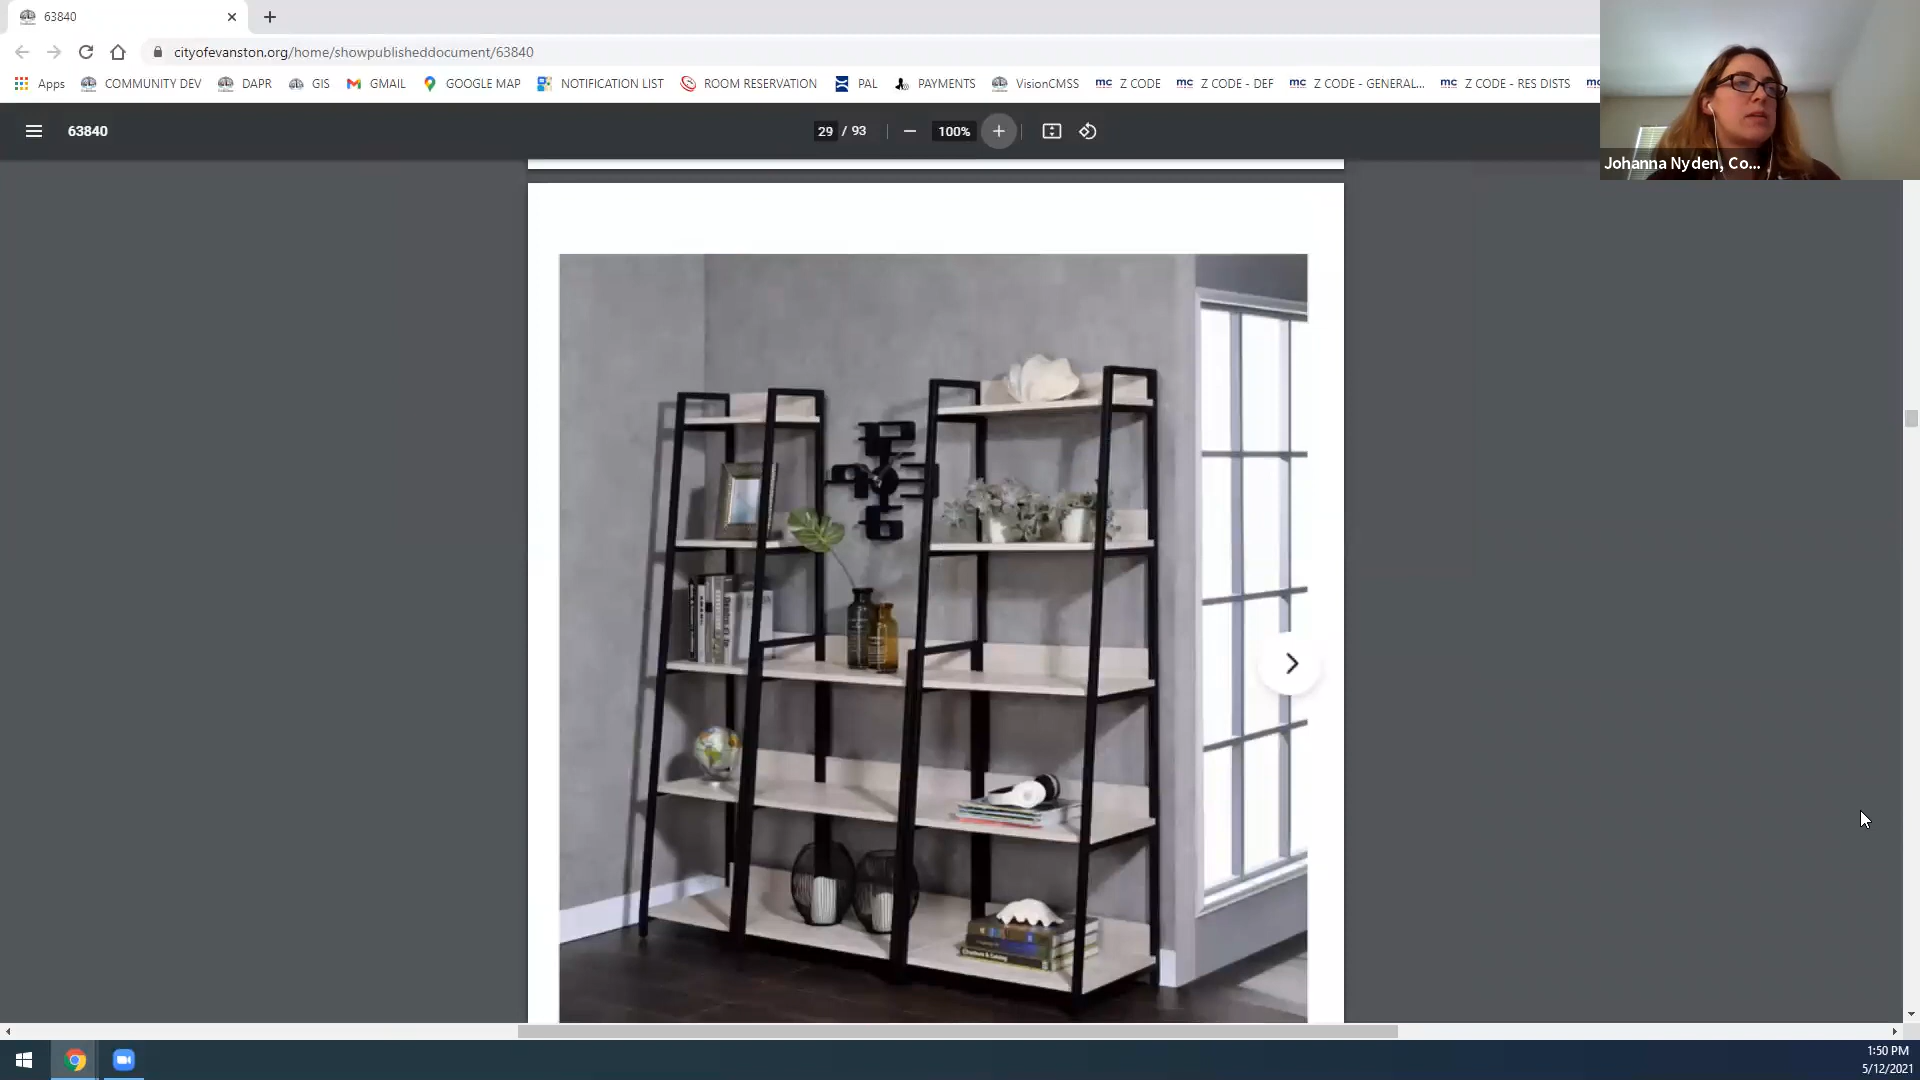 63840
cityofevanston.org/home/showpublisheddocument/63840
Apps COMMUNITY DEV DAPR GIS GMAIL GOOGLE MAP NOTIFICATION LIST ROOM RESERVATION PAL PAYMENTS VisionCMSS Z CODE Z CODE - DEF Z CODE - GENERAL... Z CODE - RES DISTS
63840 29 / 93 100%
Johanna Nyden, Co...
1:50 PM
5/12/2021